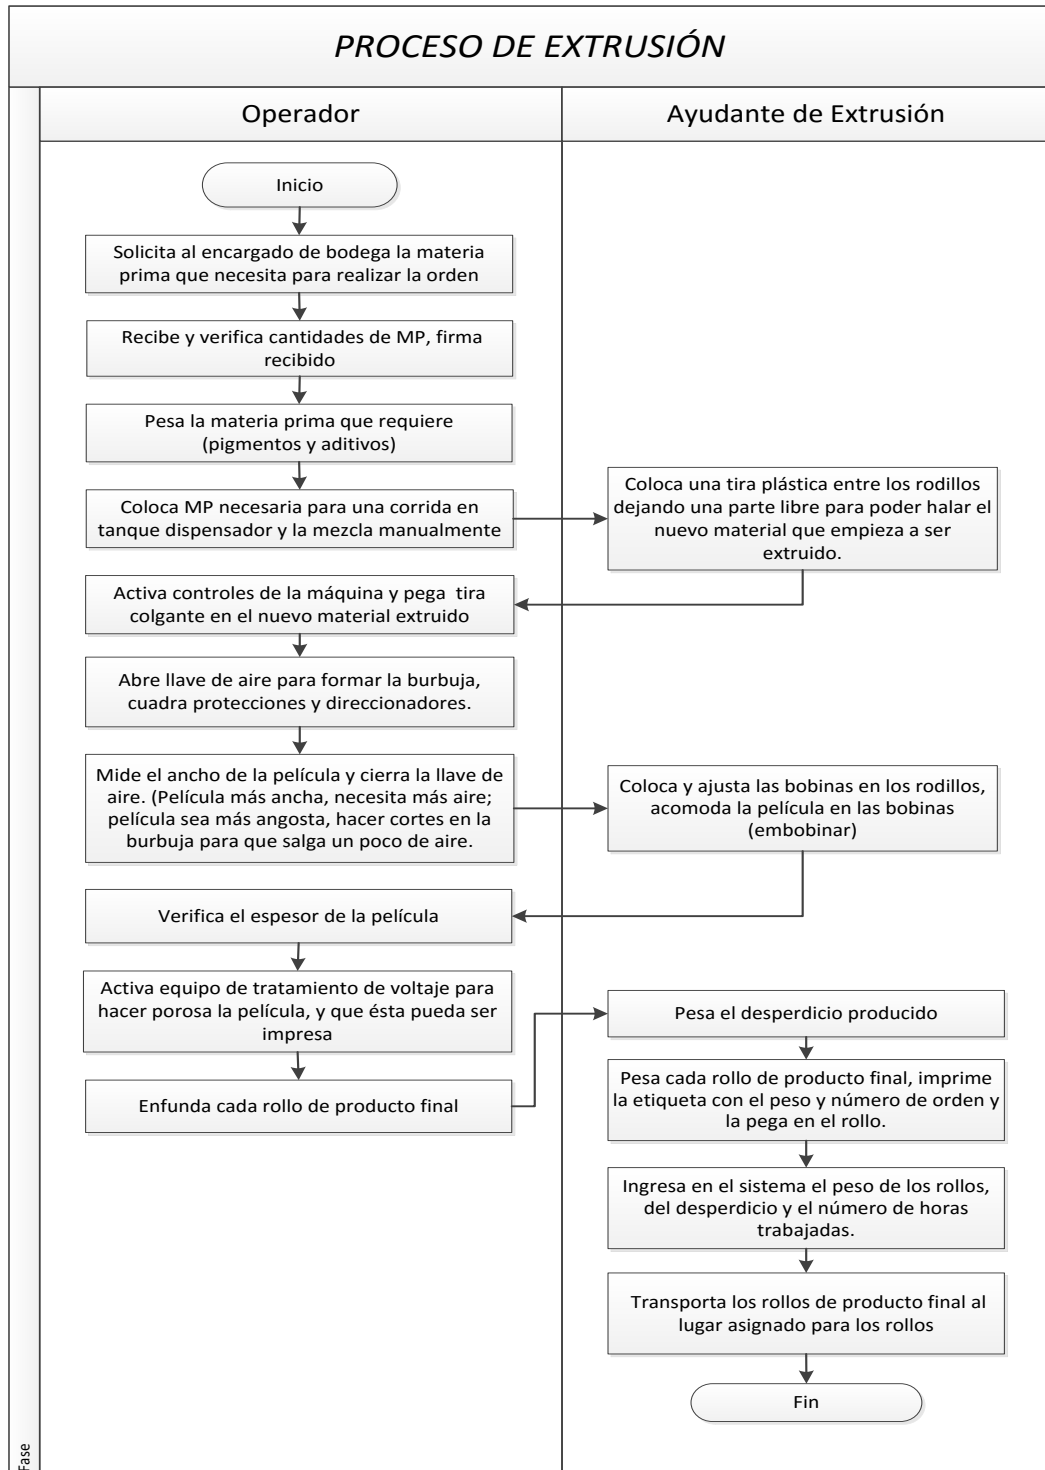 PROCESO DE EXTRUSIÓN
Operador
Ayudante de Extrusión
Inicio
Solicita al encargado de bodega la materia
prima que necesita para realizar la orden
Recibe y verifica cantidades de MP, firma
recibido
Pesa la materia prima que requiere
(pigmentos y aditivos)
Coloca MP necesaria para una corrida en
tanque dispensador y la mezcla manualmente
Coloca una tira plástica entre los rodillos
dejando una parte libre para poder halar el
nuevo material que empieza a ser
extruido.
Activa controles de la máquina y pega tira
colgante en el nuevo material extruido
Abre llave de aire para formar la burbuja,
cuadra protecciones y direccionadores.
Mide el ancho de la película y cierra la llave de
aire. (Película más ancha, necesita más aire;
película sea más angosta, hacer cortes en la
burbuja para que salga un poco de aire.
Coloca y ajusta las bobinas en los rodillos,
acomoda la película en las bobinas
(embobinar)
Verifica el espesor de la película
Activa equipo de tratamiento de voltaje para
hacer porosa la película, y que ésta pueda ser
impresa
Enfunda cada rollo de producto final
Pesa el desperdicio producido
Pesa cada rollo de producto final, imprime
la etiqueta con el peso y número de orden y
la pega en el rollo.
Ingresa en el sistema el peso de los rollos,
del desperdicio y el número de horas
trabajadas.
Transporta los rollos de producto final al
lugar asignado para los rollos
Fin
Fase